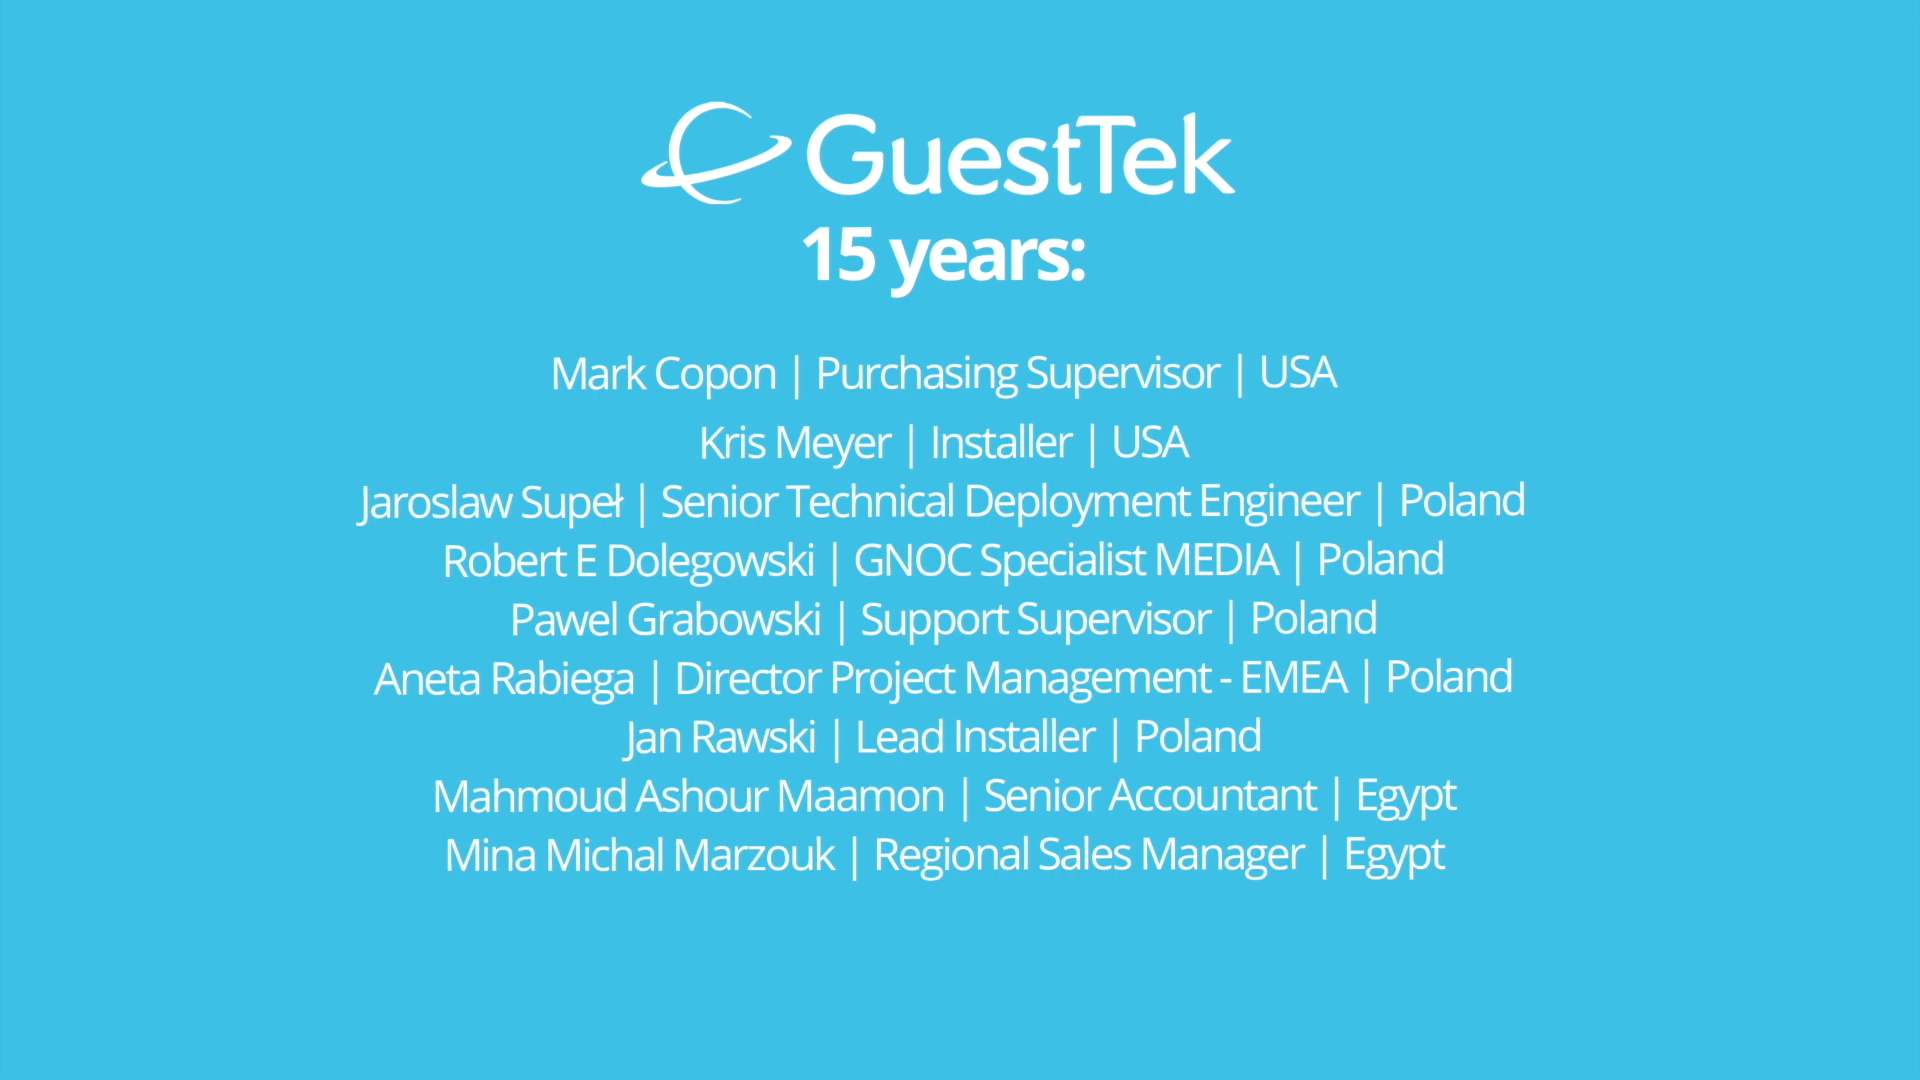 GuestTek
15 years:
Mark Copon | Purchasing Supervisor | USA
Kris Meyer | Installer | USA
Jaroslaw Supeł | Senior Technical Deployment Engineer | Poland
Robert E Dolegowski | GNOC Specialist MEDIA | Poland
Pawel Grabowski | Support Supervisor | Poland
Aneta Rabiega | Director Project Management - EMEA | Poland
Jan Rawski | Lead Installer | Poland
Mahmoud Ashour Maamon | Senior Accountant | Egypt
Mina Michal Marzouk | Regional Sales Manager | Egypt